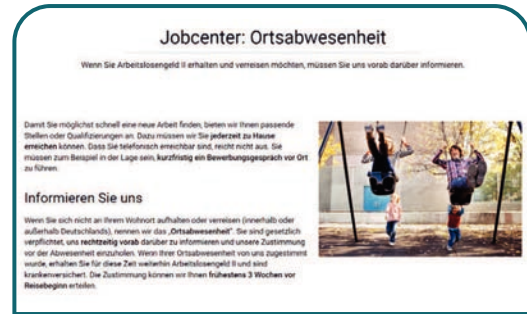 Jobcenter: Ortsabwesenheit
Wenn Sie Arbeitslosengeld II erhalten und verreisen möchten, müssen Sie uns vorab darüber informieren.
Damit Sie möglichst schnell eine neue Arbeit finden, bieten wir Ihnen passende
Stellen oder Qualifizierungen an. Dazu müssen wir Sie jederzeit zu Hause
erreichen können. Dass Sie telefonisch erreichbar sind, reicht nicht aus. Sie
müssen zum Beispiel in der Lage sein, kurzfristig ein Bewerbungsgespräch vor Ort
zu führen.
Informieren Sie uns
Wenn Sie sich nicht an Ihrem Wohnort aufhalten oder verreisen (innerhalb oder
außerhalb Deutschlands), nennen wir das „Ortsabwesenheit“. Sie sind gesetzlich
verpflichtet, uns rechtzeitig vorab darüber zu informieren und unsere Zustimmung
vor der Abwesenheit einzuholen. Wenn Ihrer Ortsabwesenheit von uns zugestimmt
wurde, erhalten Sie für diese Zeit weiterhin Arbeitslosengeld II und sind
krankenversichert. Die Zustimmung können wir Ihnen frühestens 3 Wochen vor
Reisebeginn erteilen.